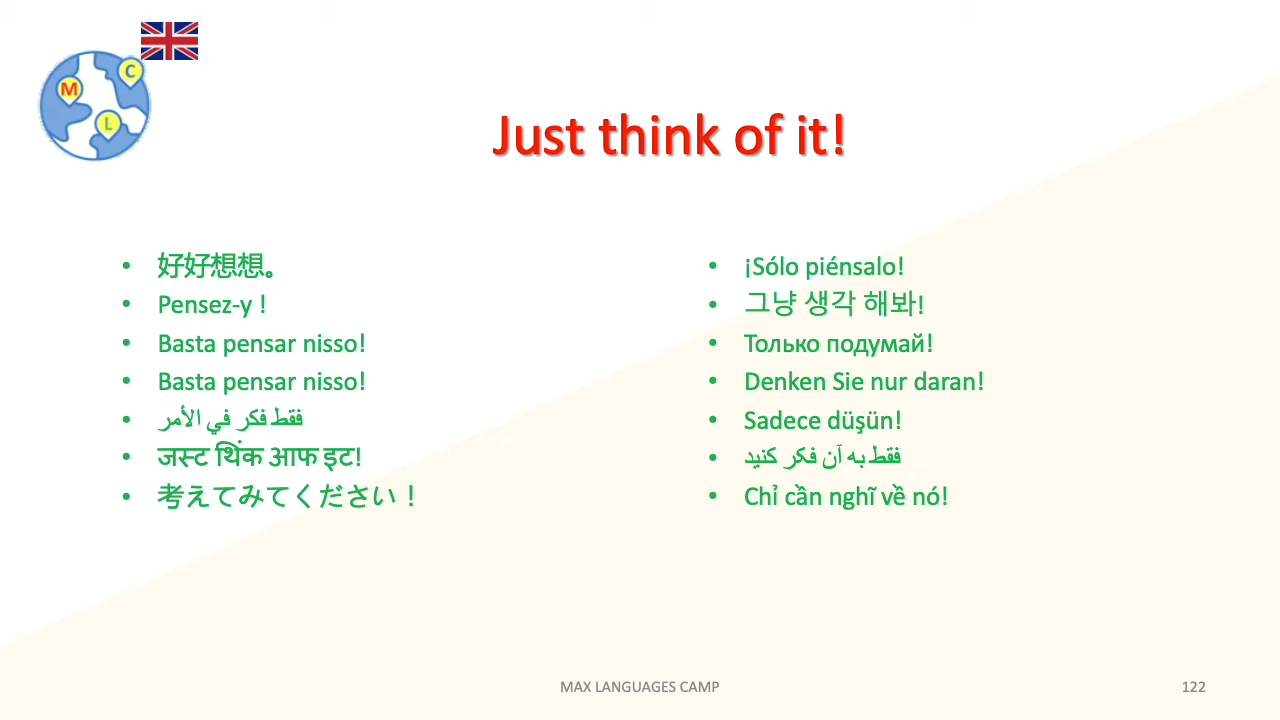 C
M
L
Just think of it!
• 好好想想。
• Pensez-y !
• Basta pensar nisso!
• Basta pensar nisso!
• فقط فكر في الأمر
• जस्ट थिंक आफ इट!
• 考えてみてください！
• ¡Sólo piénsalo!
• 그냥 생각 해봐!
• Только подумай!
• Denken Sie nur daran!
• Sadece düşün!
• فقط به آن فکر کنید
• Chỉ cần nghĩ về nó!
MAX LANGUAGES CAMP
122